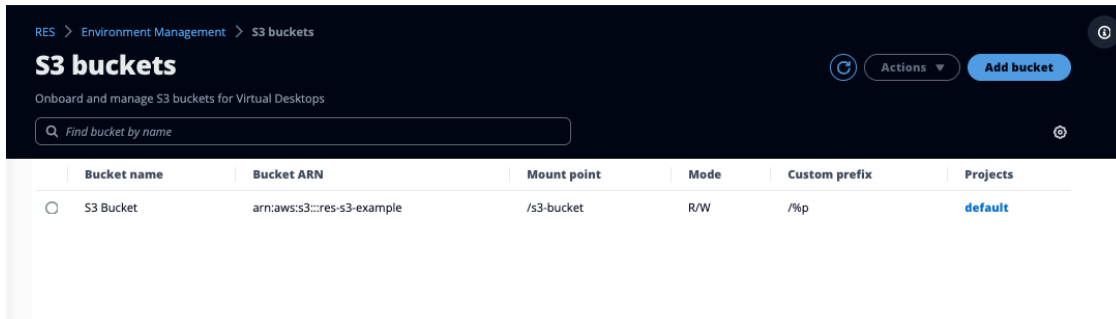 RES > Environment Management > S3 buckets
S3 buckets
Actions ▼ Add bucket
Onboard and manage S3 buckets for Virtual Desktops
Find bucket by name
Bucket name Bucket ARN Mount point Mode Custom prefix Projects
S3 Bucket arn:aws:s3:::res-s3-example /s3-bucket R/W /%p default